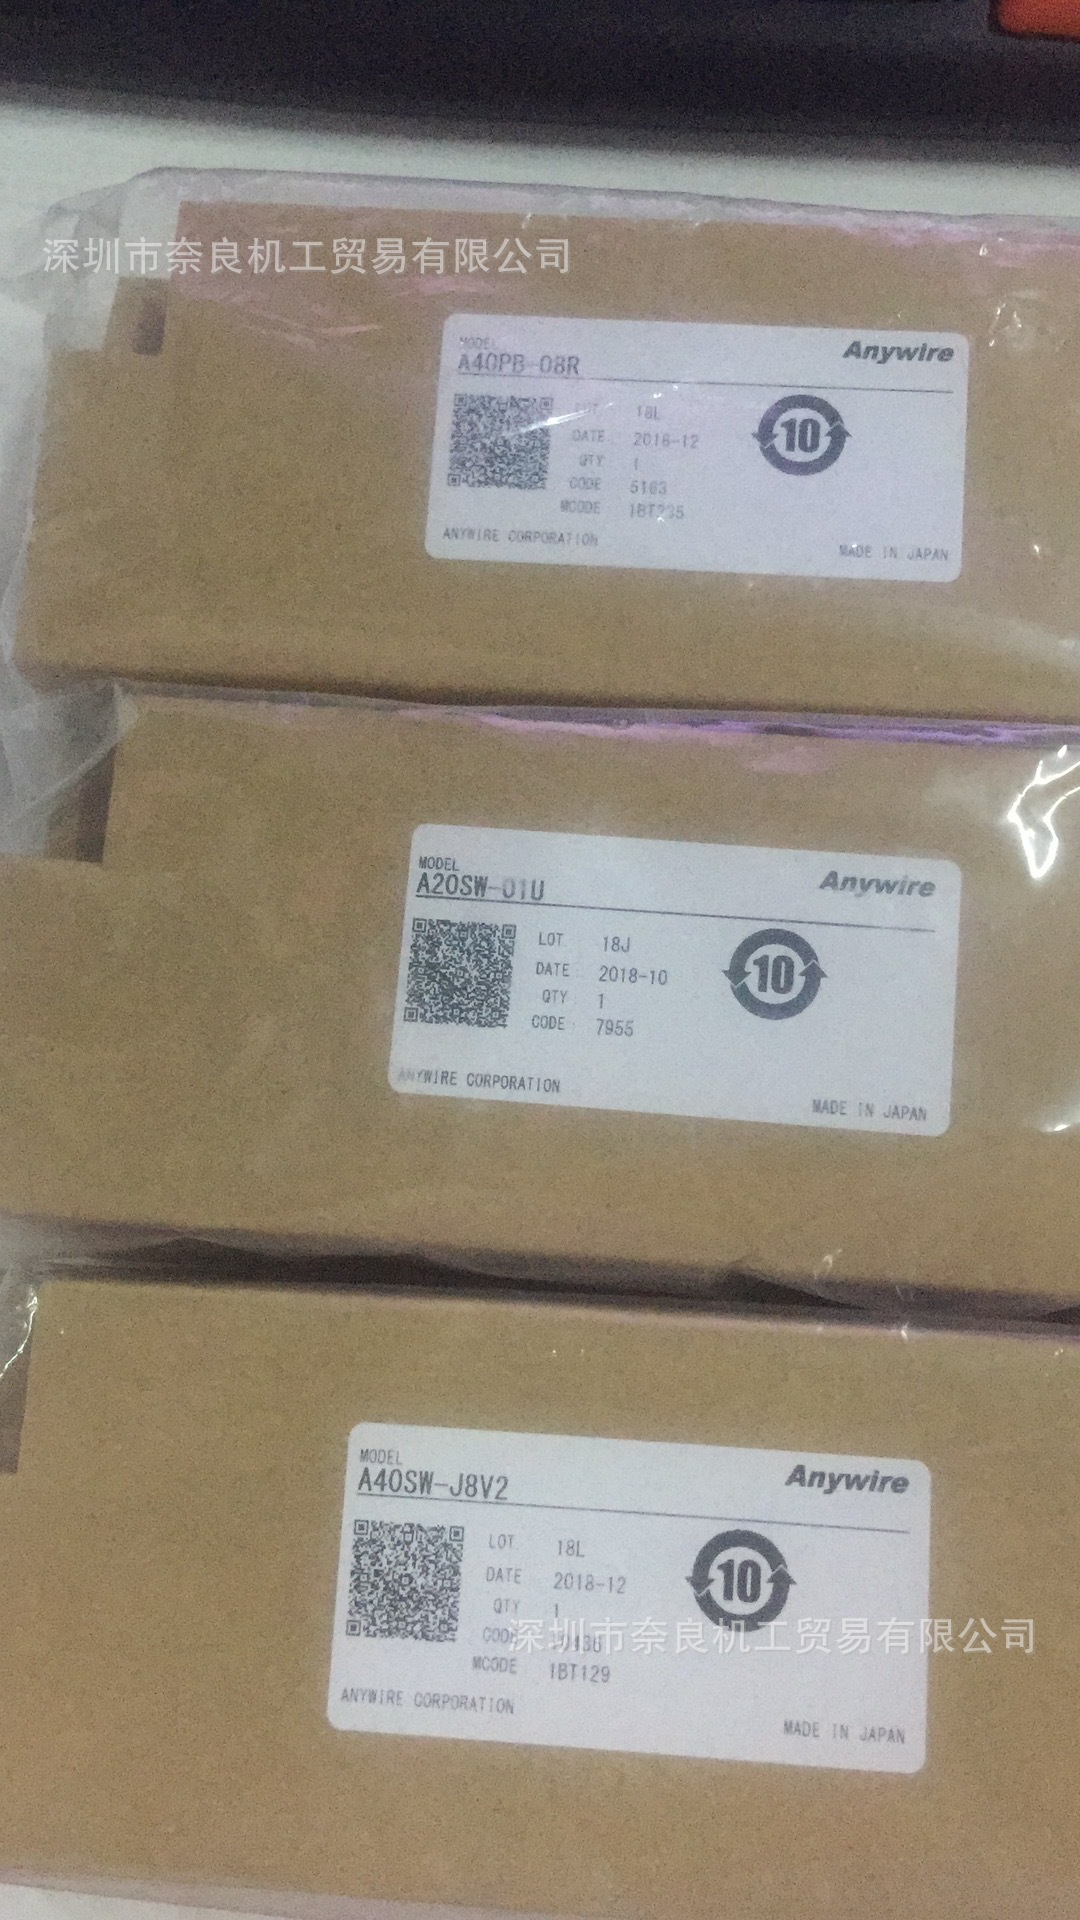 深圳市奈良机工贸易有限公司
MODEL
A40PB-08R
Anywire
LOT 18L
DATE 2018-12
QTY 1
CODE 5163
MCODE 1BT235
10
ANYWIRE CORPORATION
MADE IN JAPAN
MODEL
A20SW-01U
Anywire
LOT 18J
DATE 2018-10
QTY 1
CODE 7955
10
ANYWIRE CORPORATION
MADE IN JAPAN
MODEL
A40SW-J8V2
Anywire
LOT 18L
DATE 2018-12
QTY 1
深圳市奈良机工贸易有限公司
MCODE 1BT129
10
ANYWIRE CORPORATION
MADE IN JAPAN